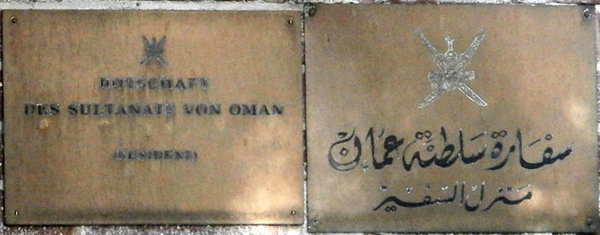 BOTSCHAFT
DES SULTANATS VON OMAN
(RESIDENZ)
سفارة سلطنة عمان
منزل السفير